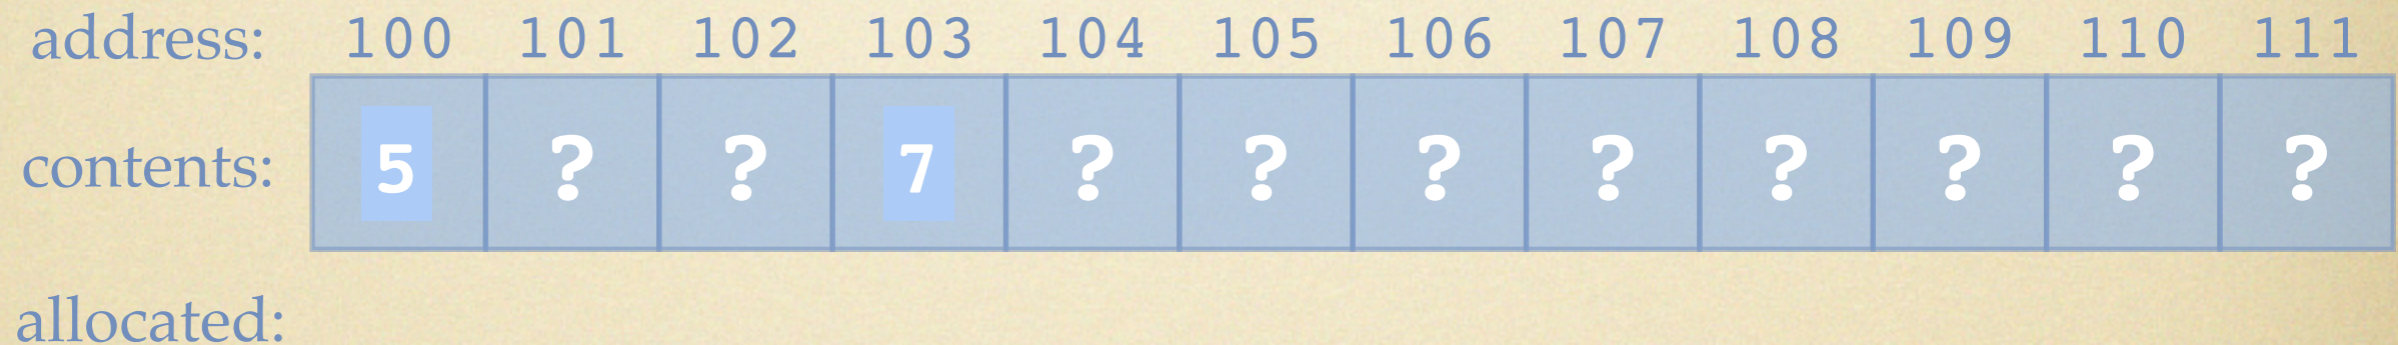 address: 100 101 102 103 104 105 106 107 108 109 110 111
contents: 5 ? ? 7 ? ? ? ? ? ? ? ?
allocated: